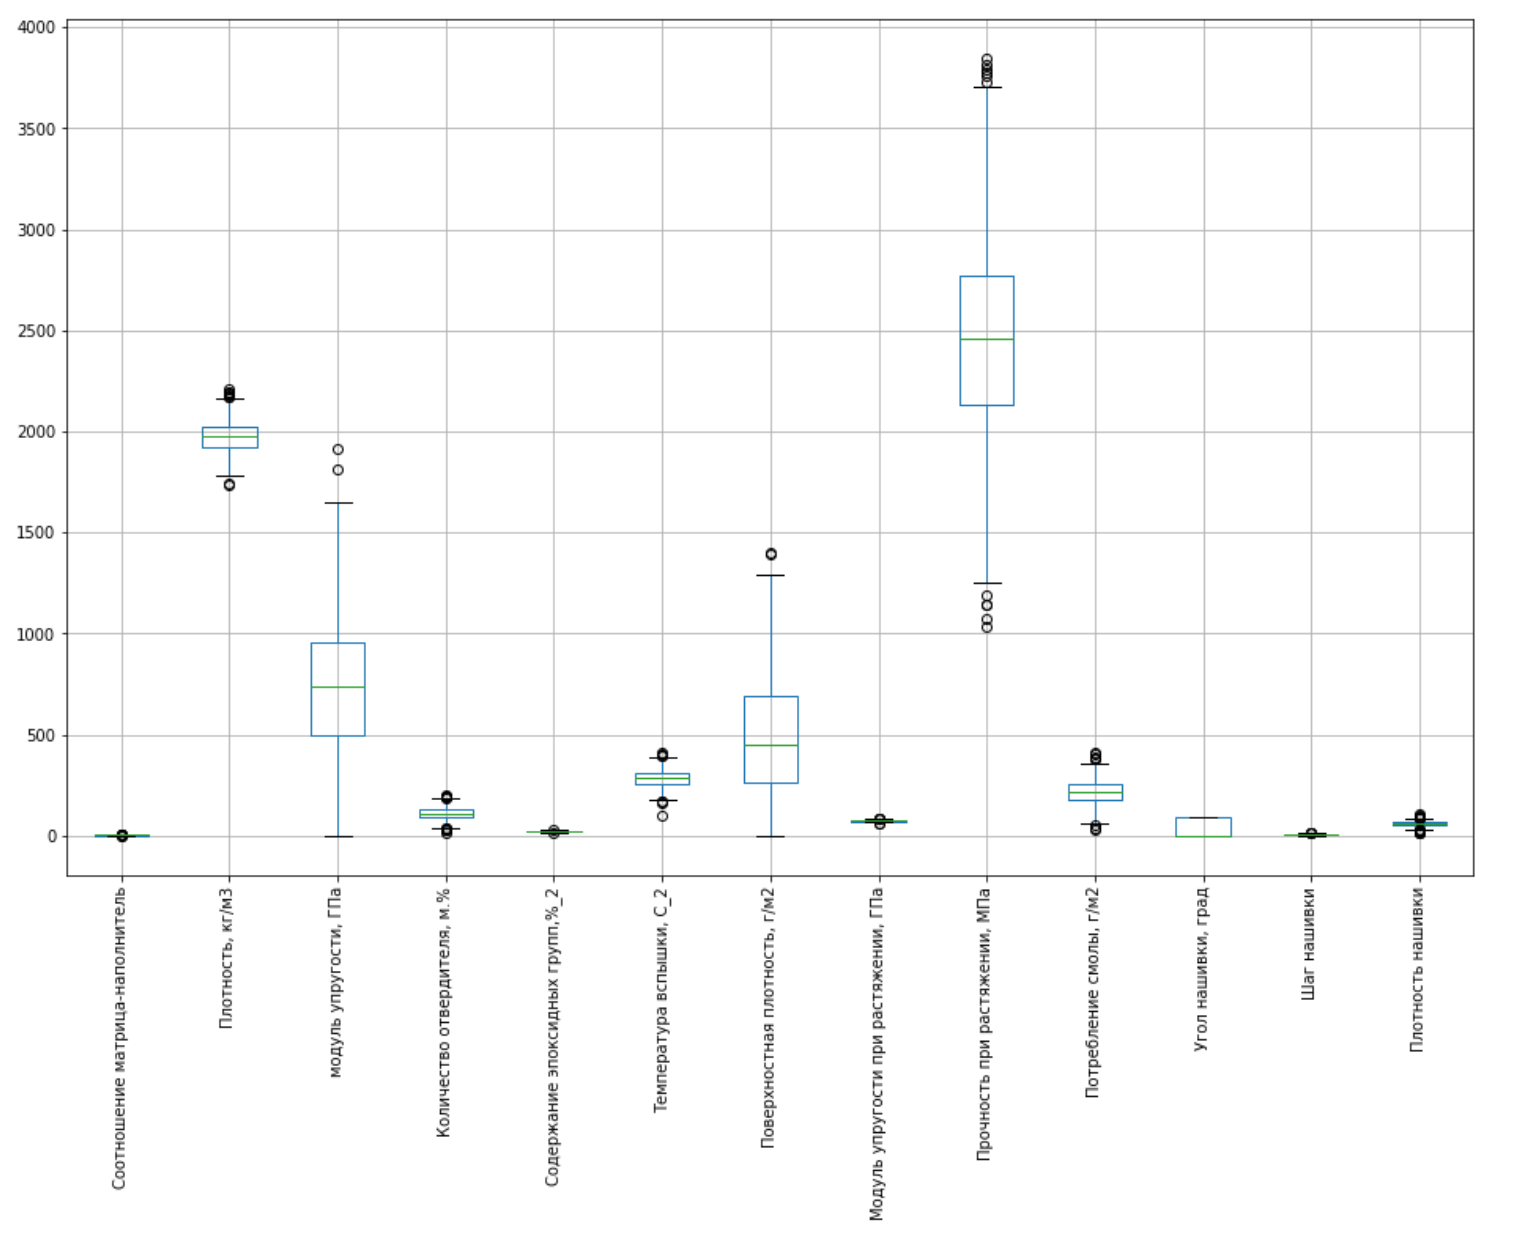 4000
3500
3000
2500
2000
1500
1000
500
0
Соотношение матрица-наполнитель
Плотность, кг/м3
модуль упругости, ГПа
Количество отвердителя, м.%
Содержание эпоксидных групп,%_2
Температура вспышки, С_2
Поверхностная плотность, г/м2
Модуль упругости при растяжении, ГПа
Прочность при растяжении, МПа
Потребление смолы, г/м2
Угол нашивки, град
Шаг нашивки
Плотность нашивки